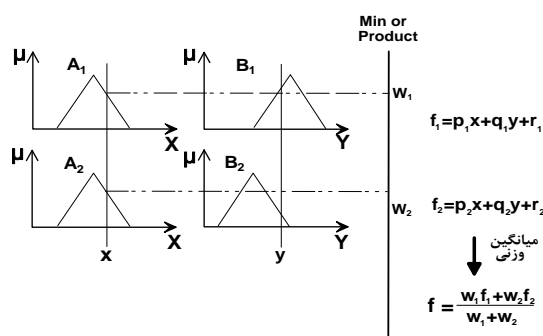 Min or
Product
μ A₁ X
μ B₁ Y
w₁
f₁=p₁x+q₁y+r₁
μ A₂ X
μ B₂ Y
w₂
f₂=p₂x+q₂y+r₂
x y
میانگین
وزنی
f = (w₁f₁+w₂f₂)/(w₁+w₂)